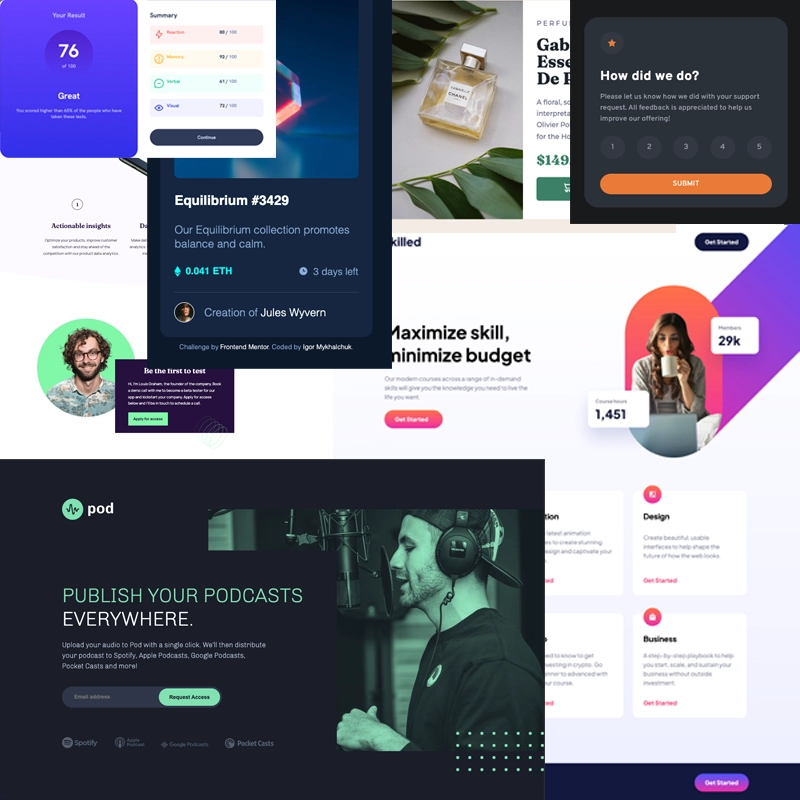 Your Result
76
of 100
Great
You scored higher than 65% of the people who have
taken these tests.
Summary
Reaction 80 / 100
Memory 92 / 100
Verbal 61 / 100
Visual 72 / 100
Continue
1
Actionable insights
Optimize your products, improve customer
satisfaction and stay ahead of the
competition with our product data analytics.
Equilibrium #3429
Our Equilibrium collection promotes
balance and calm.
0.041 ETH
3 days left
Creation of Jules Wyvern
Challenge by Frontend Mentor. Coded by Igor Mykhalchuk.
Be the first to test
Hi, I'm Louis Graham, the founder of the company. Book
a demo call with me to become a beta tester for our
app and kickstart your company. Apply for access
below and I'll be in touch to schedule a call.
Apply for access
GABRIELLE
CHANEL
PERFU
Gab
Esse
De P
A floral, so
interpreta
Olivier Po
for the Ho
$149
How did we do?
Please let us know how we did with your support
request. All feedback is appreciated to help us
improve our offering!
1 2 3 4 5
SUBMIT
killed
Get Started
Maximize skill,
minimize budget
Our modern courses across a range of in-demand
skills will give you the knowledge you need to live the
life you want.
Get Started
Members
29k
Course hours
1,451
tion
latest animation
es to create stunning
design and captivate your
Get Started
Design
Create beautiful, usable
interfaces to help shape the
future of how the web looks.
Get Started
need to know to get
investing in crypto. Go
nner to advanced with
our course.
Get Started
Business
A step-by-step playbook to help
you start, scale, and sustain your
business without outside
investment.
Get Started
Get Started
pod
PUBLISH YOUR PODCASTS
EVERYWHERE.
Upload your audio to Pod with a single click. We'll then distribute
your podcast to Spotify, Apple Podcasts, Google Podcasts,
Pocket Casts and more!
Email address
Request Access
Spotify
Apple
Podcast
Google Podcasts
Pocket Casts